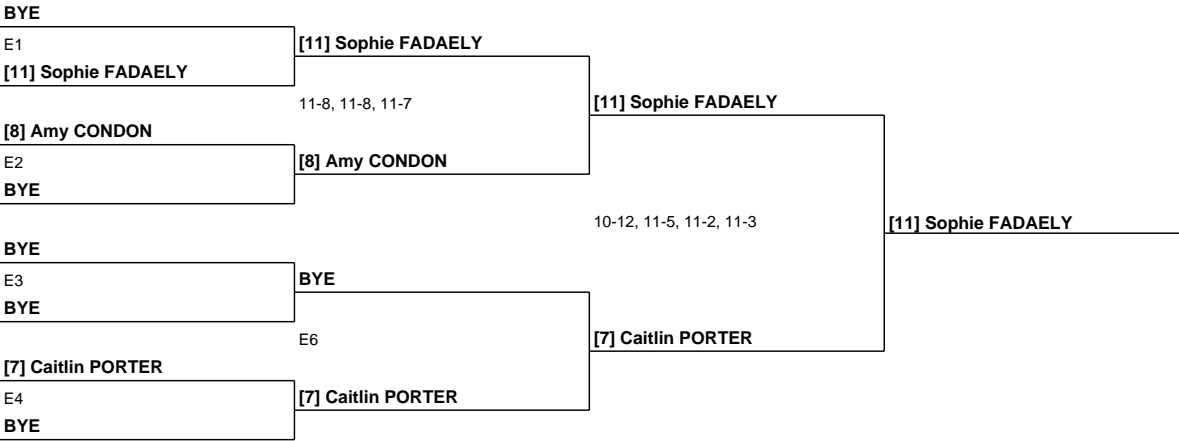 BYE
E1
[11] Sophie FADAELY
[11] Sophie FADAELY
11-8, 11-8, 11-7
[11] Sophie FADAELY
[8] Amy CONDON
E2
[8] Amy CONDON
BYE
10-12, 11-5, 11-2, 11-3
[11] Sophie FADAELY
BYE
E3
BYE
BYE
E6
[7] Caitlin PORTER
[7] Caitlin PORTER
E4
[7] Caitlin PORTER
BYE